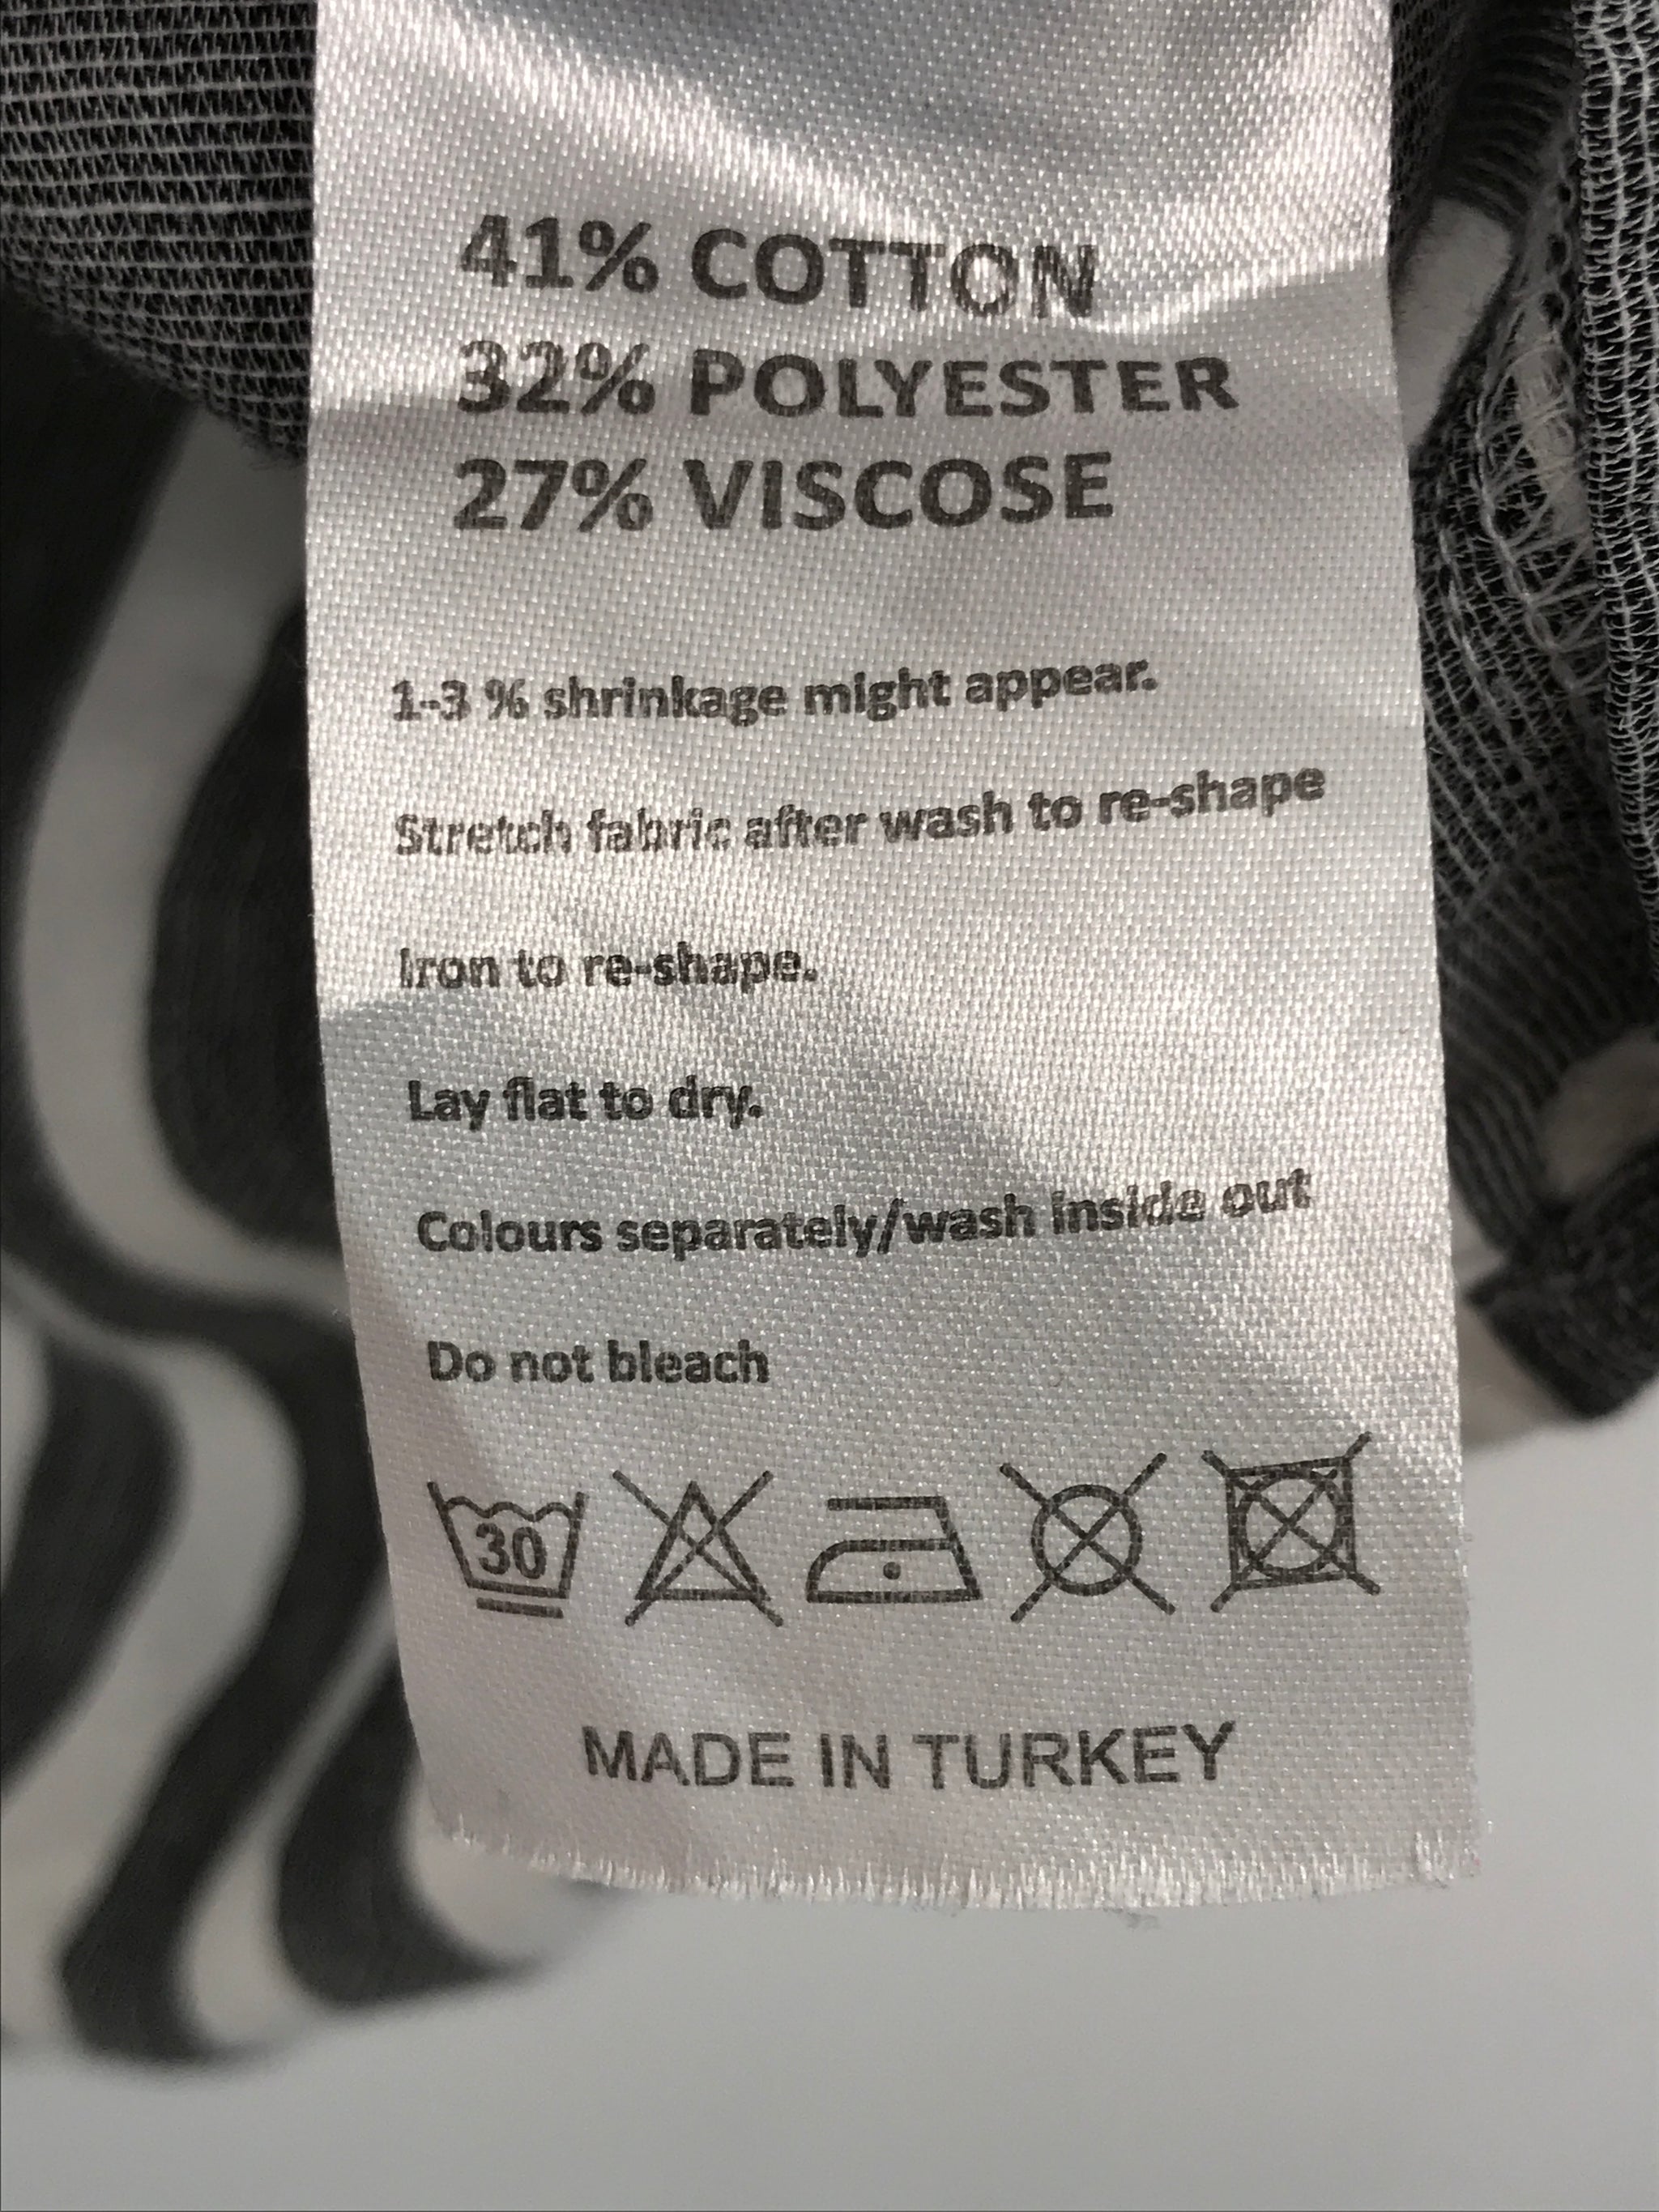 41% COTTON
32% POLYESTER
27% VISCOSE
1-3 % shrinkage might appear.
Stretch fabric after wash to re-shape
Iron to re-shape.
Lay flat to dry.
Colours separately/wash inside out
Do not bleach
30
MADE IN TURKEY